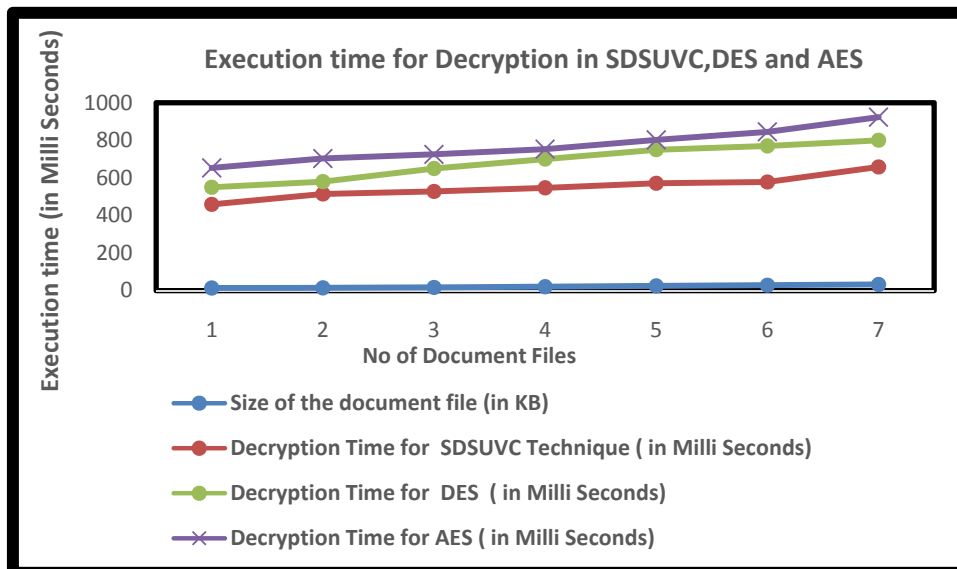 Execution time for Decryption in SDSUVC,DES and AES
Execution time (in Milli Seconds)
1000
800
600
400
200
0
1 2 3 4 5 6 7
No of Document Files
Size of the document file (in KB)
Decryption Time for SDSUVC Technique ( in Milli Seconds)
Decryption Time for DES ( in Milli Seconds)
Decryption Time for AES ( in Milli Seconds)